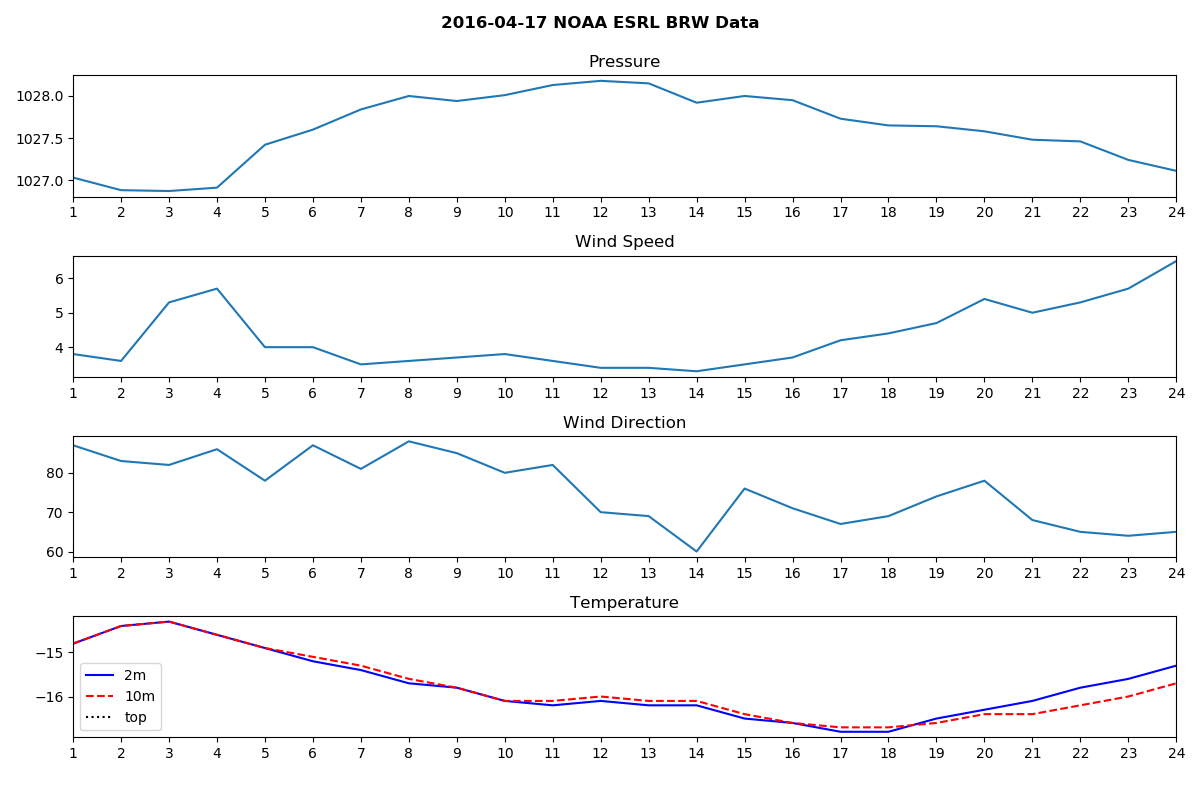 2016-04-17 NOAA ESRL BRW Data
Pressure
1028.0
1027.5
1027.0
1 2 3 4 5 6 7 8 9 10 11 12 13 14 15 16 17 18 19 20 21 22 23 24
Wind Speed
6
5
4
1 2 3 4 5 6 7 8 9 10 11 12 13 14 15 16 17 18 19 20 21 22 23 24
Wind Direction
80
70
60
1 2 3 4 5 6 7 8 9 10 11 12 13 14 15 16 17 18 19 20 21 22 23 24
Temperature
−15
−16
2m
10m
top
1 2 3 4 5 6 7 8 9 10 11 12 13 14 15 16 17 18 19 20 21 22 23 24